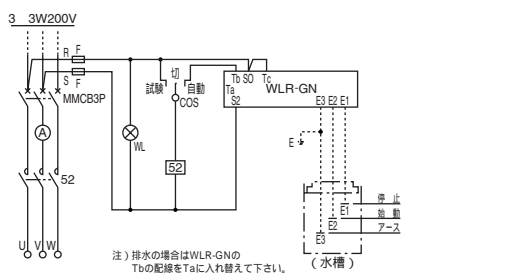 3 3W200V
R F
S F
MMCB3P
A
52
U V W
WL
切
試験 自動
COS
52
Tb SO Tc
Ta
WLR-GN
S2
E3 E2 E1
E
停 止
E1
始 動
E2
アース
E3
(水槽)
注)排水の場合はWLR-GNの
Tbの配線をTaに入れ替えて下さい。